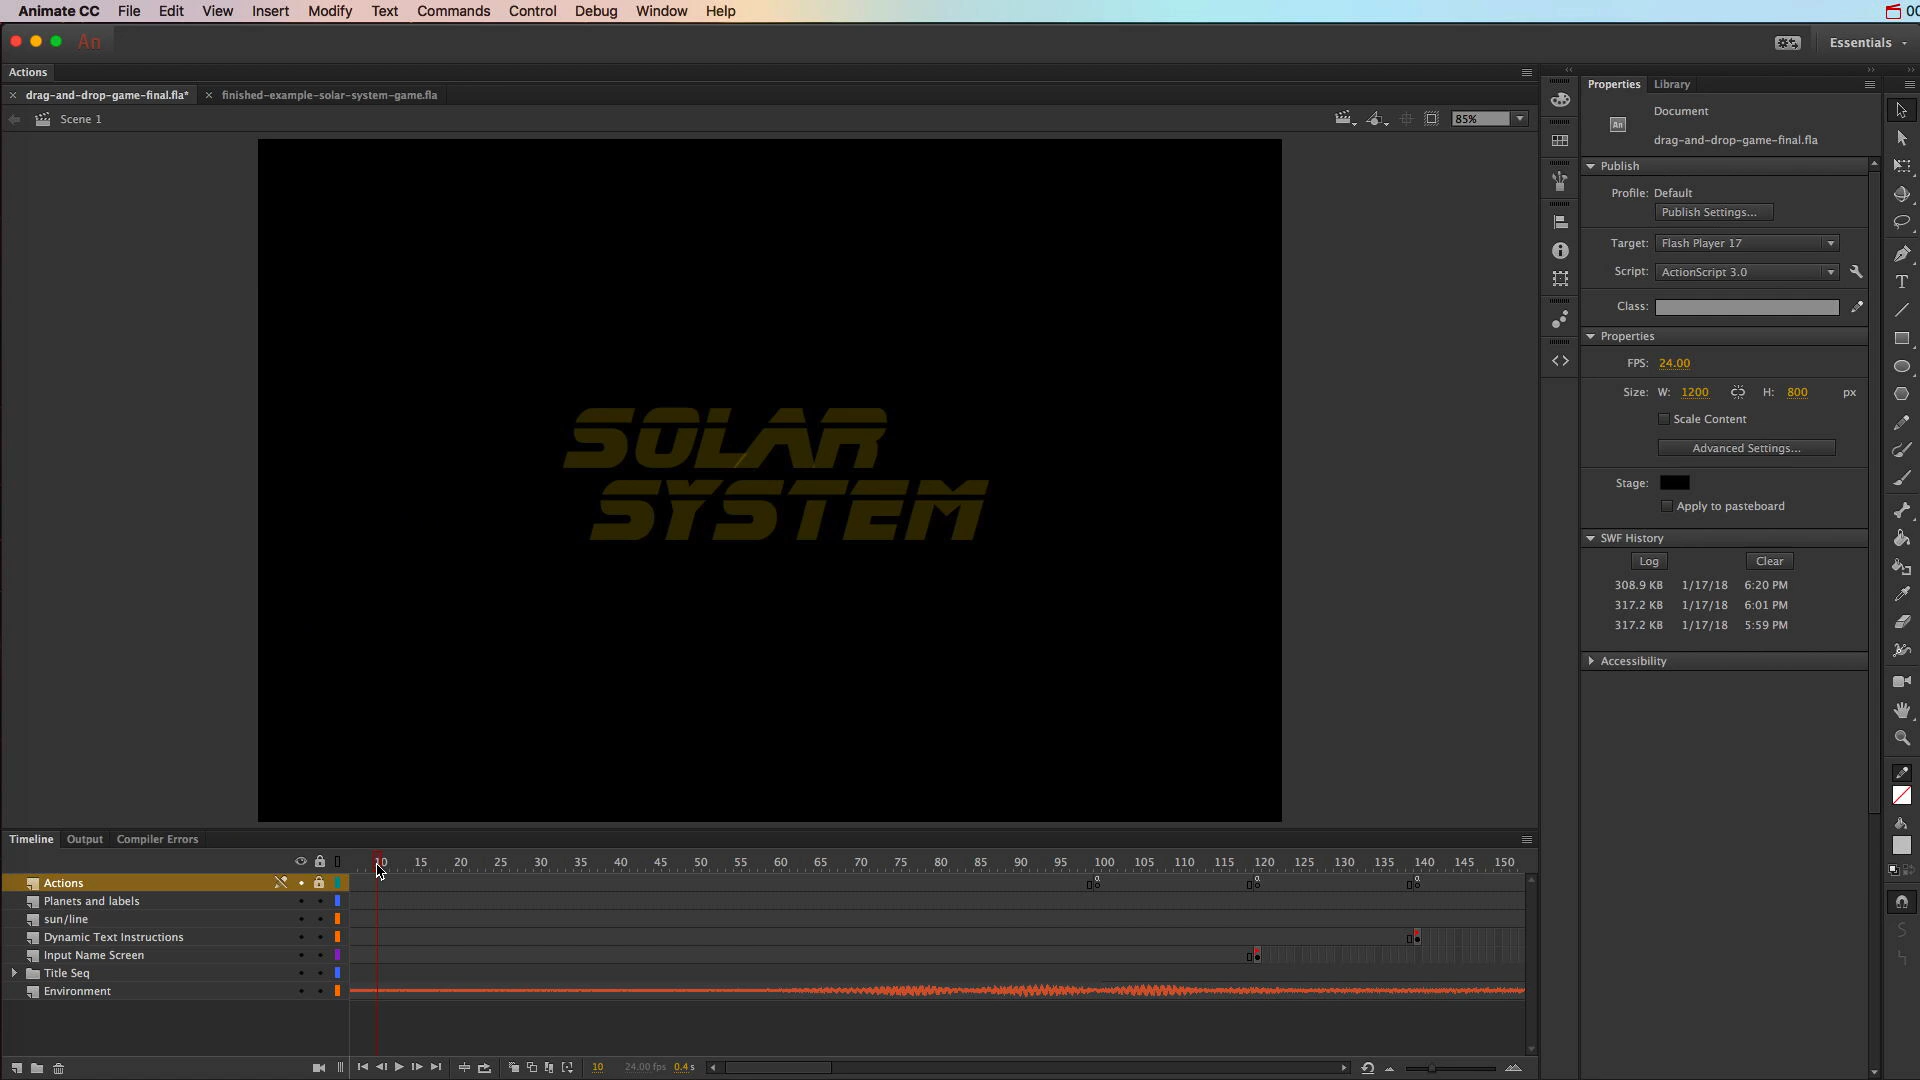 Animate CC File Edit View Insert Modify Text Commands Control Debug Window Help 00
An Essentials
Actions
drag-and-drop-game-final.fla* finished-example-solar-system-game.fla
Scene 1 85%
SOLAR
SYSTEM
Properties Library
Document
An drag-and-drop-game-final.fla
Publish
Profile: Default
Publish Settings...
Target: Flash Player 17
Script: ActionScript 3.0
Class:
Properties
FPS: 24.00
Size: W: 1200 H: 800 px
Scale Content
Advanced Settings...
Stage:
Apply to pasteboard
SWF History
Log Clear
308.9 KB 1/17/18 6:20 PM
317.2 KB 1/17/18 6:01 PM
317.2 KB 1/17/18 5:59 PM
Accessibility
Timeline Output Compiler Errors
10 15 20 25 30 35 40 45 50 55 60 65 70 75 80 85 90 95 100 105 110 115 120 125 130 135 140 145 150
Actions
Planets and labels
sun/line
Dynamic Text Instructions
Input Name Screen
Title Seq
Environment
10 24.00 fps 0.4 s